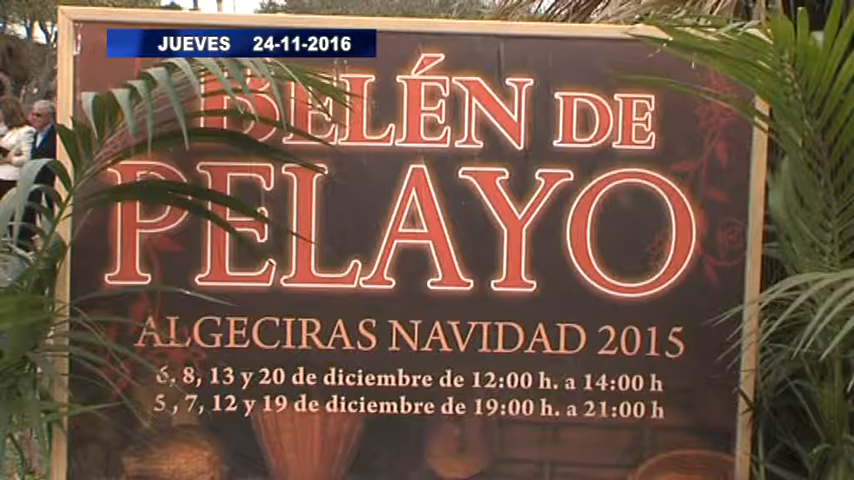 JUEVES 24-11-2016
BELÉN DE
PELAYO
ALGECIRAS NAVIDAD 2015
6, 8, 13 y 20 de diciembre de 12:00 h. a 14:00 h
5 , 7, 12 y 19 de diciembre de 19:00 h. a 21:00 h